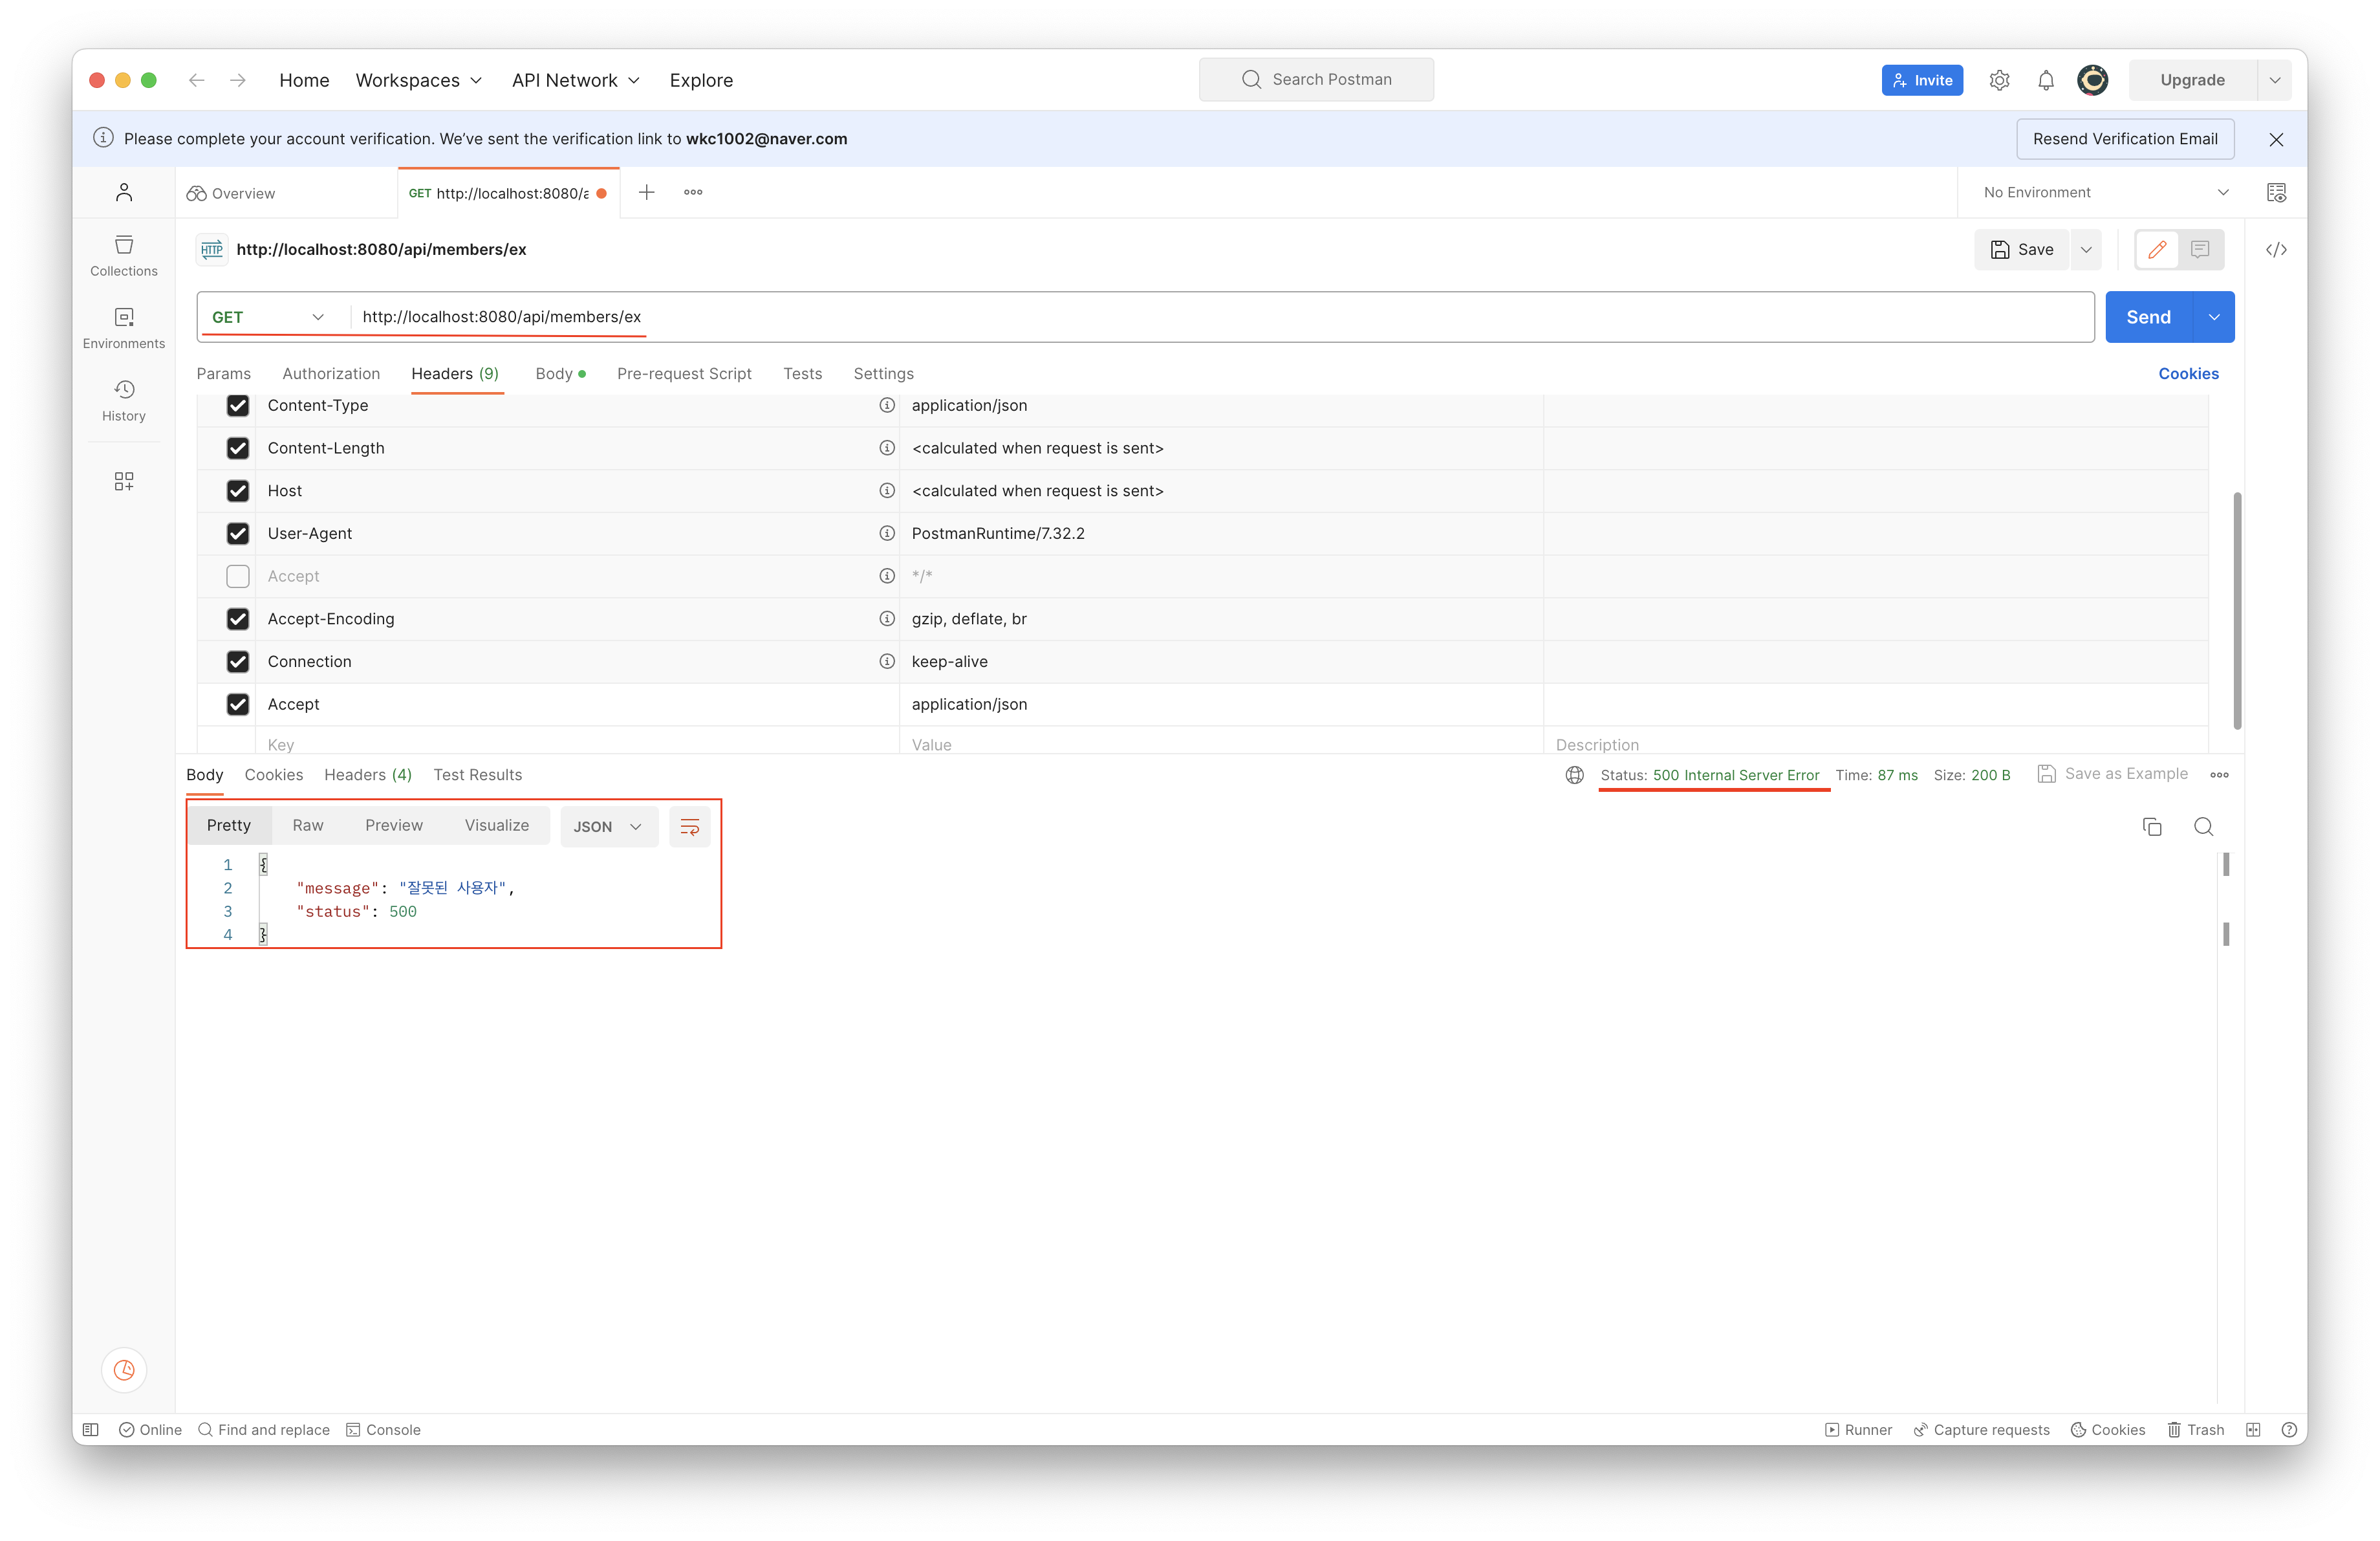 Home Workspaces API Network Explore Search Postman Invite Upgrade
Please complete your account verification. We've sent the verification link to wkc1002@naver.com Resend Verification Email
Overview GET http://localhost:8080/a No Environment
HTTP http://localhost:8080/api/members/ex Save
Collections
GET http://localhost:8080/api/members/ex Send
Environments
Params Authorization Headers (9) Body Pre-request Script Tests Settings Cookies
History
Content-Type application/json
Content-Length <calculated when request is sent>
Host <calculated when request is sent>
User-Agent PostmanRuntime/7.32.2
Accept */*
Accept-Encoding gzip, deflate, br
Connection keep-alive
Accept application/json
Key Value Description
Body Cookies Headers (4) Test Results Status: 500 Internal Server Error Time: 87 ms Size: 200 B Save as Example
Pretty Raw Preview Visualize JSON
1 {
2 "message": "잘못된 사용자",
3 "status": 500
4 }
Online Find and replace Console Runner Capture requests Cookies Trash